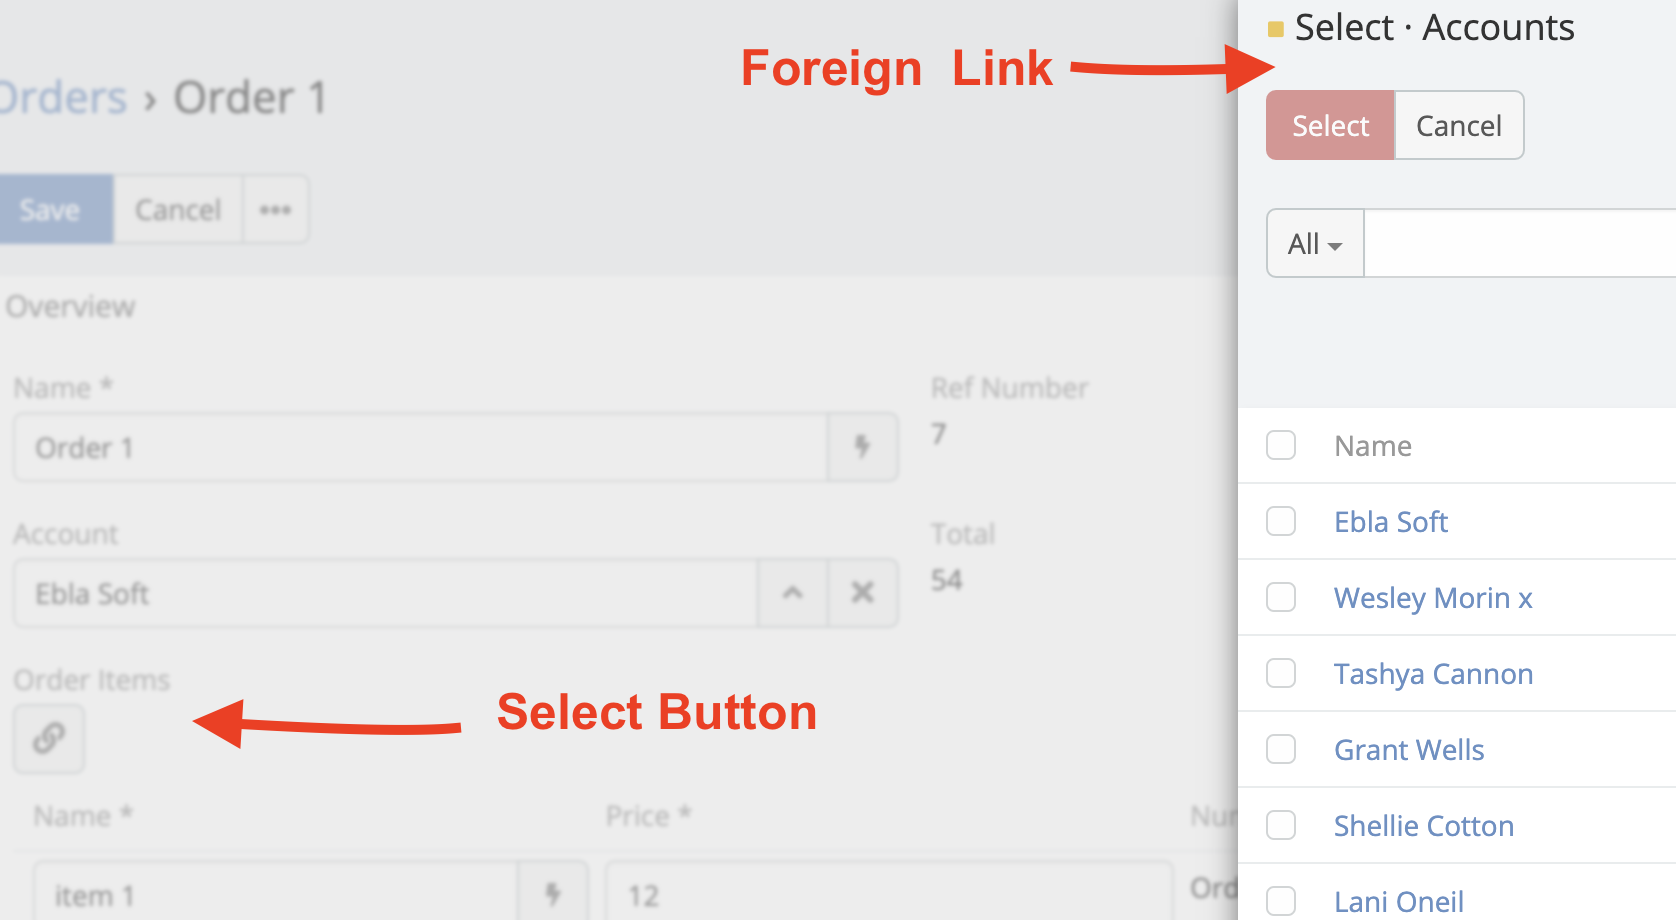 Orders › Order 1
Save Cancel •••
Overview
Name *
Order 1
Ref Number
7
Account
Ebla Soft
Total
54
Order Items
Name * Price *
item 1 12
Foreign Link
Select Button
Select · Accounts
Select Cancel
All
Name
Ebla Soft
Wesley Morin x
Tashya Cannon
Grant Wells
Shellie Cotton
Lani Oneil